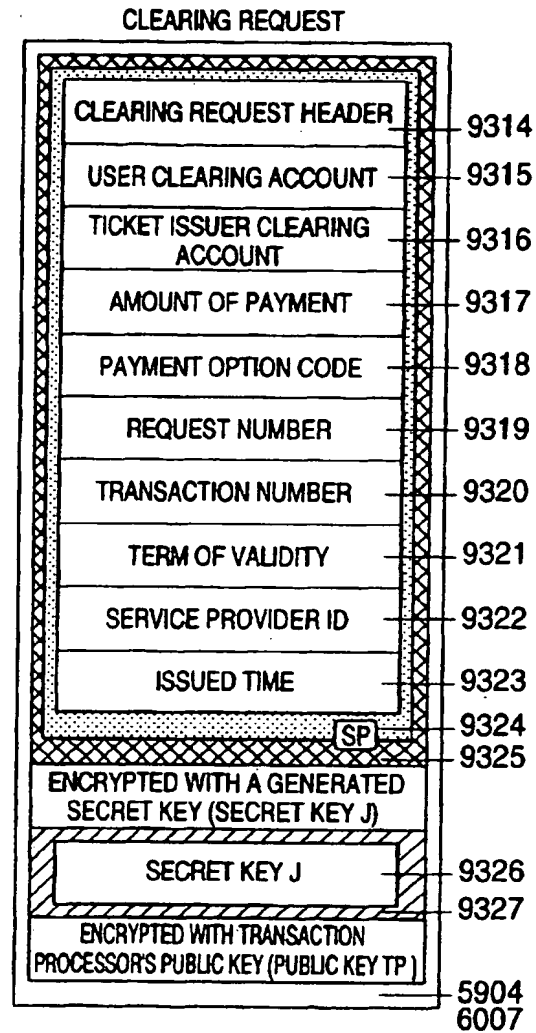 CLEARING REQUEST
CLEARING REQUEST HEADER
9314
USER CLEARING ACCOUNT
9315
TICKET ISSUER CLEARING
ACCOUNT
9316
AMOUNT OF PAYMENT
9317
PAYMENT OPTION CODE
9318
REQUEST NUMBER
9319
TRANSACTION NUMBER
9320
TERM OF VALIDITY
9321
SERVICE PROVIDER ID
9322
ISSUED TIME
9323
SP
9324
9325
ENCRYPTED WITH A GENERATED
SECRET KEY (SECRET KEY J)
SECRET KEY J
9326
9327
ENCRYPTED WITH TRANSACTION
PROCESSOR'S PUBLIC KEY (PUBLIC KEY TP )
5904
6007